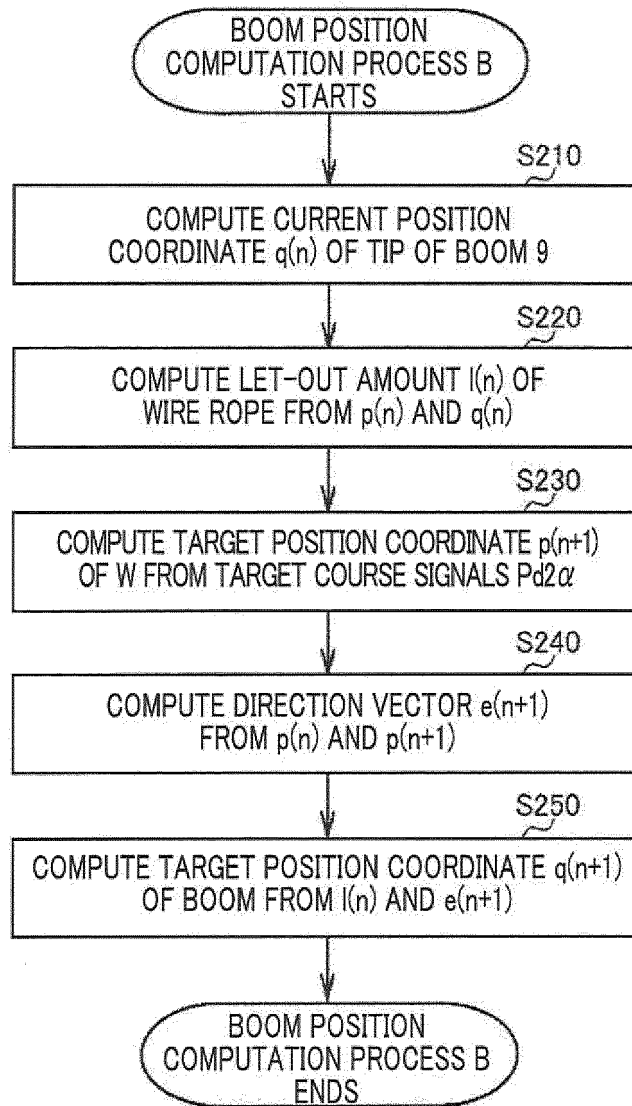 BOOM POSITION
COMPUTATION PROCESS B
STARTS
S210
COMPUTE CURRENT POSITION
COORDINATE q(n) OF TIP OF BOOM 9
S220
COMPUTE LET-OUT AMOUNT l(n) OF
WIRE ROPE FROM p(n) AND q(n)
S230
COMPUTE TARGET POSITION COORDINATE p(n+1)
OF W FROM TARGET COURSE SIGNALS Pd2α
S240
COMPUTE DIRECTION VECTOR e(n+1)
FROM p(n) AND p(n+1)
S250
COMPUTE TARGET POSITION COORDINATE q(n+1)
OF BOOM FROM l(n) AND e(n+1)
BOOM POSITION
COMPUTATION PROCESS B
ENDS